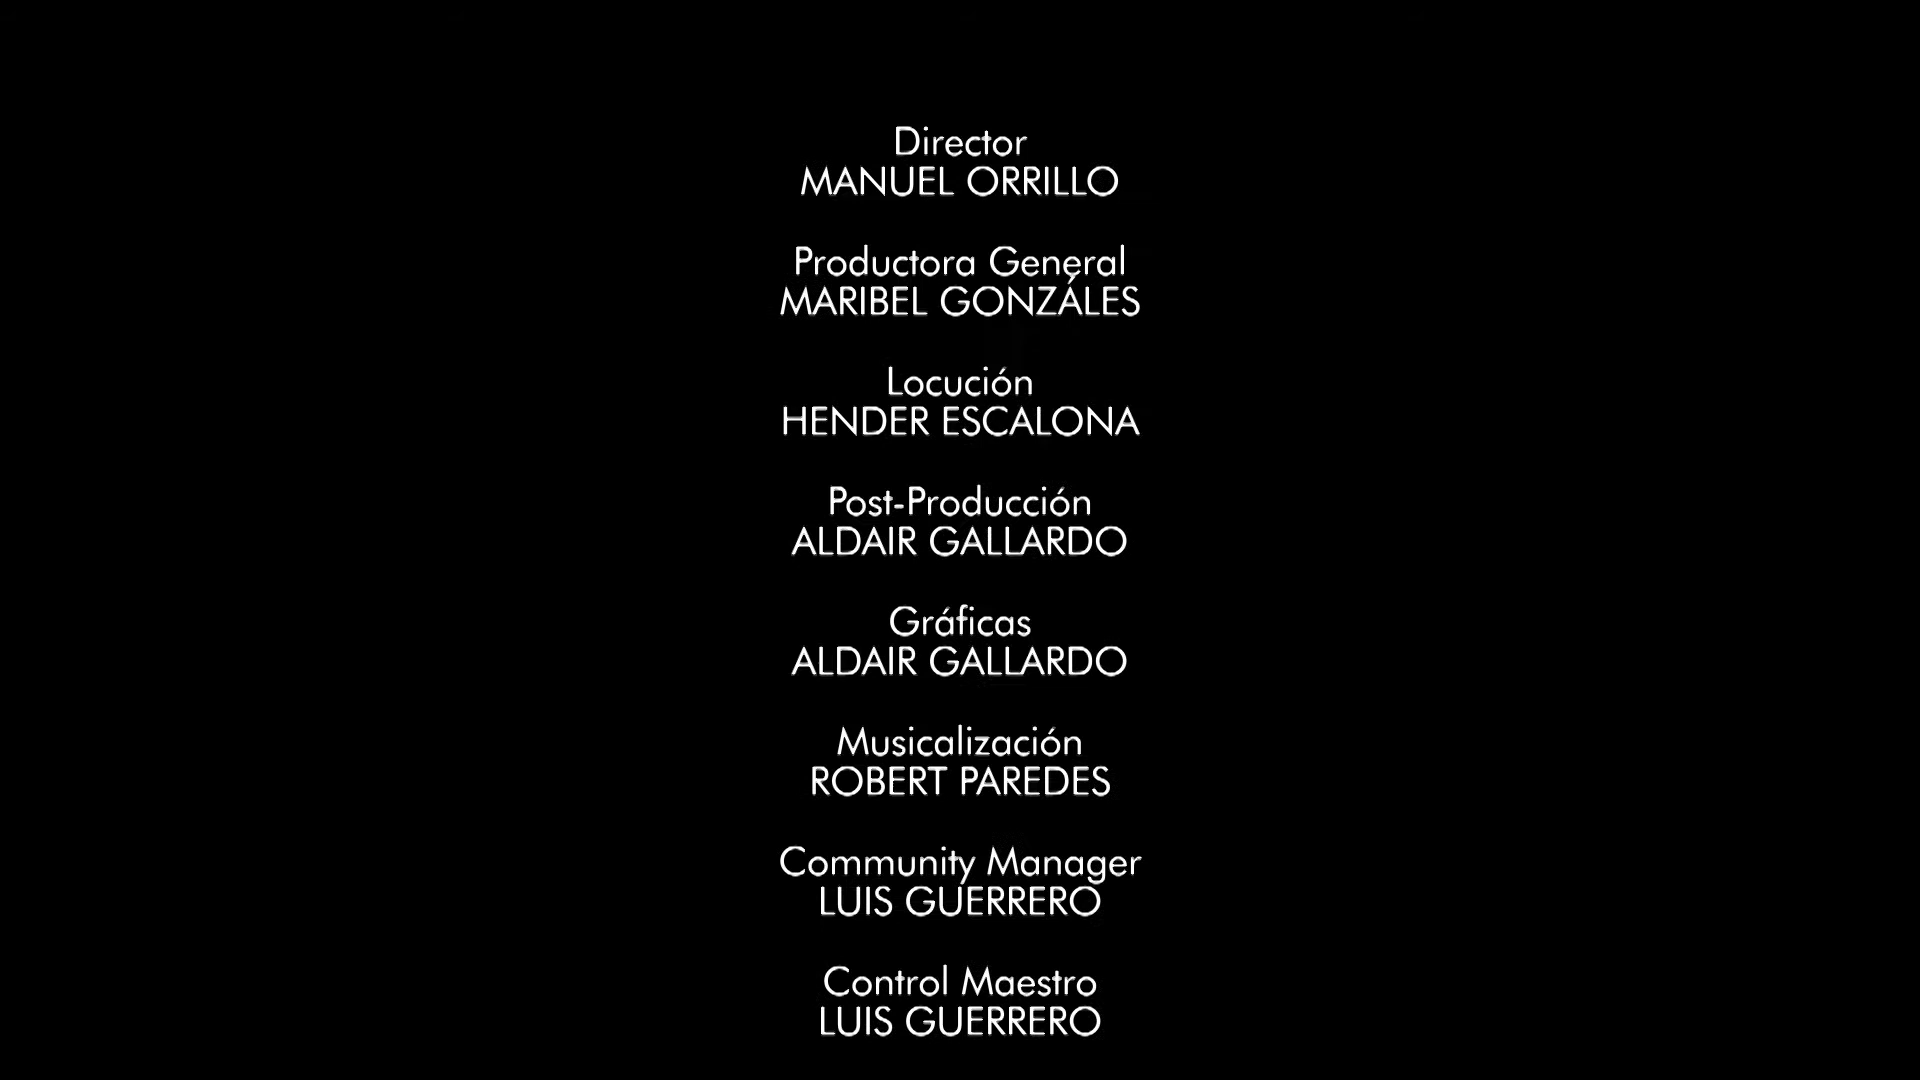 Director
MANUEL ORRILLO
Productora General
MARIBEL GONZÁLES
Locución
HENDER ESCALONA
Post-Producción
ALDAIR GALLARDO
Gráficas
ALDAIR GALLARDO
Musicalización
ROBERT PAREDES
Community Manager
LUIS GUERRERO
Control Maestro
LUIS GUERRERO